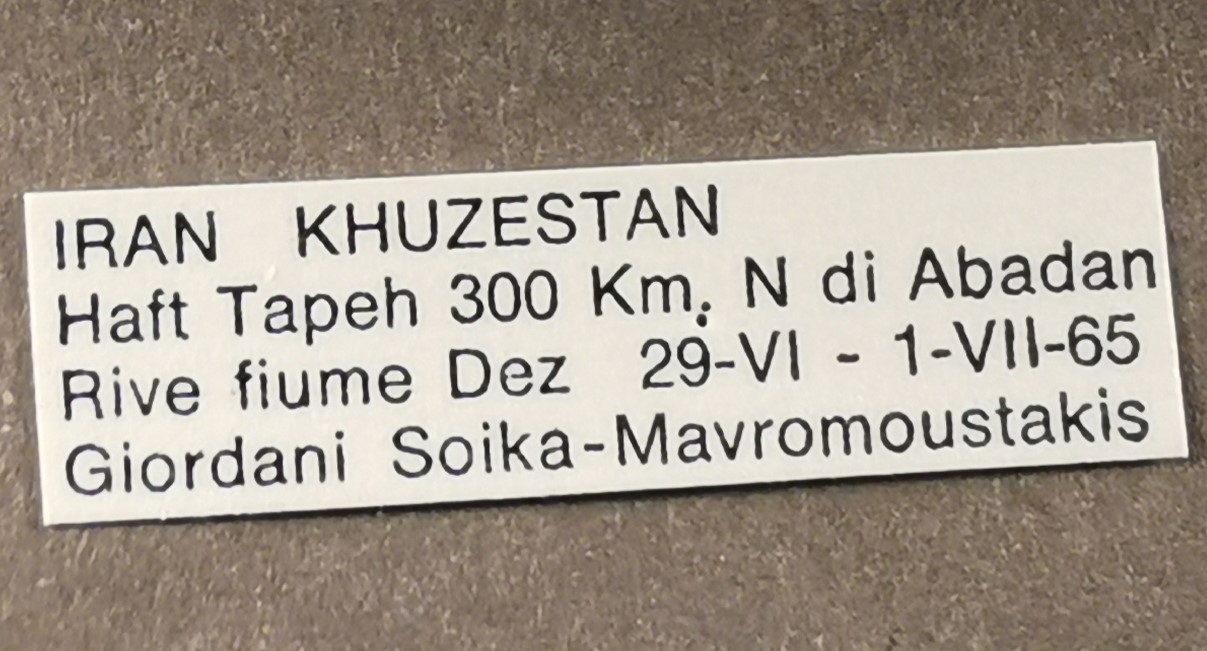 IRAN KHUZESTAN
Haft Tapeh 300 Km. N di Abadan
Rive fiume Dez 29-VI - 1-VII-65
Giordani Soika-Mavromoustakis